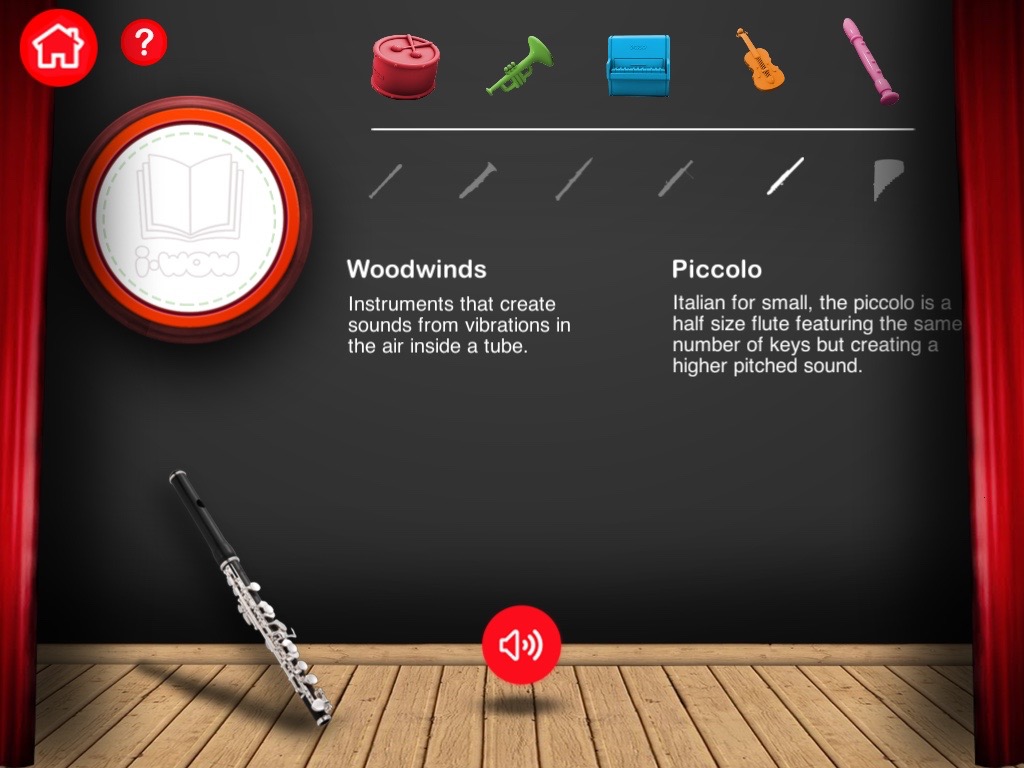 ?
i-wow
Woodwinds
Instruments that create
sounds from vibrations in
the air inside a tube.
Piccolo
Italian for small, the piccolo is a
half size flute featuring the same
number of keys but creating a
higher pitched sound.